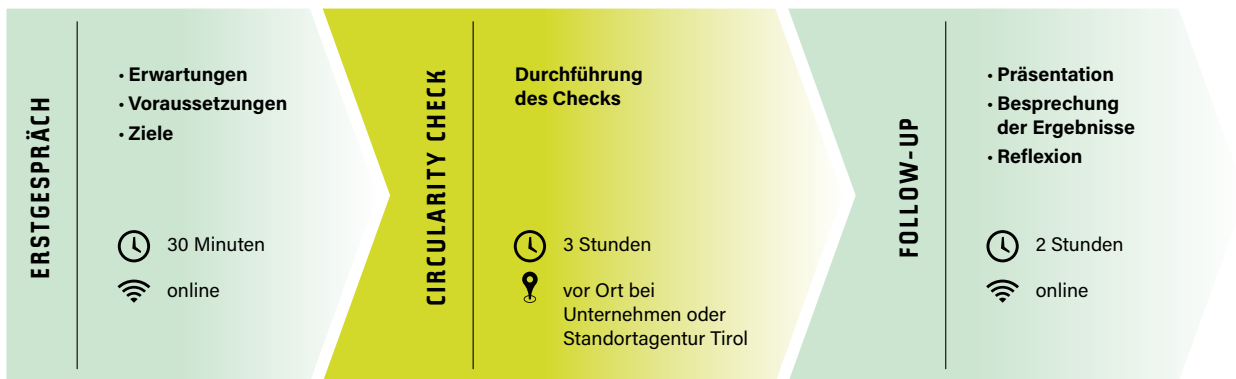 ERSTGESPRÄCH
· Erwartungen
· Voraussetzungen
· Ziele
30 Minuten
online
CIRCULARITY CHECK
Durchführung
des Checks
3 Stunden
vor Ort bei
Unternehmen oder
Standortagentur Tirol
FOLLOW-UP
· Präsentation
· Besprechung
der Ergebnisse
· Reflexion
2 Stunden
online